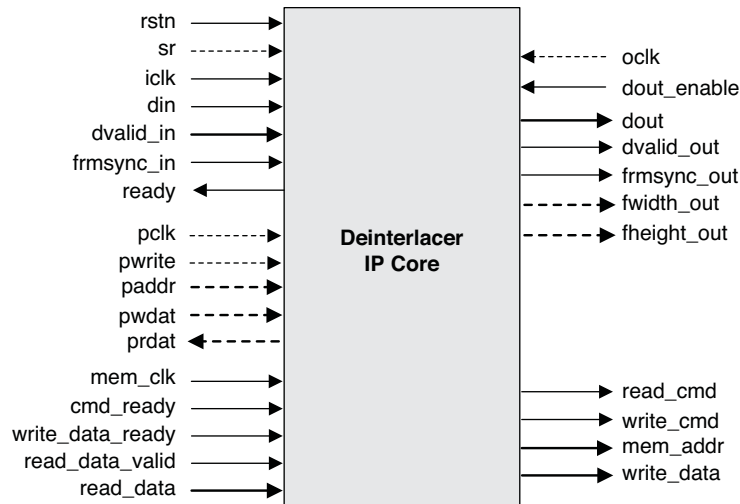 rstn
sr
iclk
din
dvalid_in
frmsync_in
ready
pclk
pwrite
paddr
pwdat
prdat
mem_clk
cmd_ready
write_data_ready
read_data_valid
read_data
Deinterlacer
IP Core
oclk
dout_enable
dout
dvalid_out
frmsync_out
fwidth_out
fheight_out
read_cmd
write_cmd
mem_addr
write_data